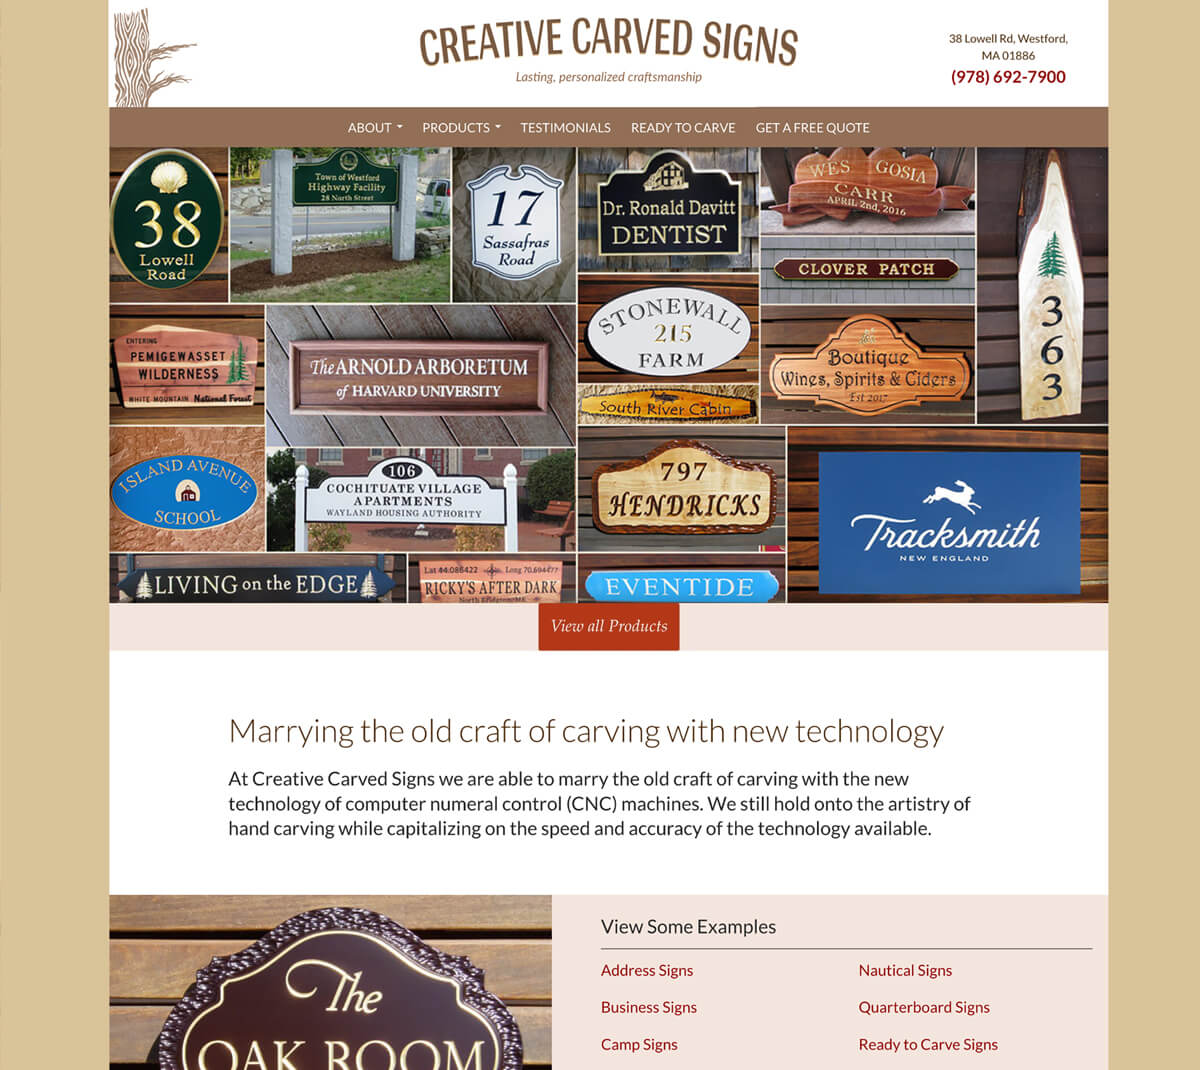 CREATIVE CARVED SIGNS
Lasting, personalized craftsmanship
38 Lowell Rd, Westford,
MA 01886
(978) 692-7900
ABOUT
PRODUCTS
TESTIMONIALS
READY TO CARVE
GET A FREE QUOTE
38
Lowell
Road
Town of Westford
Highway Facility
28 North Street
17
Sassafras
Road
Dr. Ronald Davitt
DENTIST
WES GOSIA
CARR
APRIL 2nd, 2016
CLOVER PATCH
363
ENTERING
PEMIGEWASSET
WILDERNESS
WHITE MOUNTAIN National Forest
The ARNOLD ARBORETUM
of HARVARD UNIVERSITY
STONEWALL
215
FARM
South River Cabin
Boutique
Wines, Spirits & Ciders
Est 2017
ISLAND AVENUE
SCHOOL
106
COCHITUATE VILLAGE
APARTMENTS
WAYLAND HOUSING AUTHORITY
797
HENDRICKS
Tracksmith
NEW ENGLAND
LIVING on the EDGE
Lat 44.086422 Long 70.694477
RICKY'S AFTER DARK
EVENTIDE
View all Products
Marrying the old craft of carving with new technology
At Creative Carved Signs we are able to marry the old craft of carving with the new
technology of computer numeral control (CNC) machines. We still hold onto the artistry of
hand carving while capitalizing on the speed and accuracy of the technology available.
The
OAK ROOM
View Some Examples
Address Signs
Nautical Signs
Business Signs
Quarterboard Signs
Camp Signs
Ready to Carve Signs